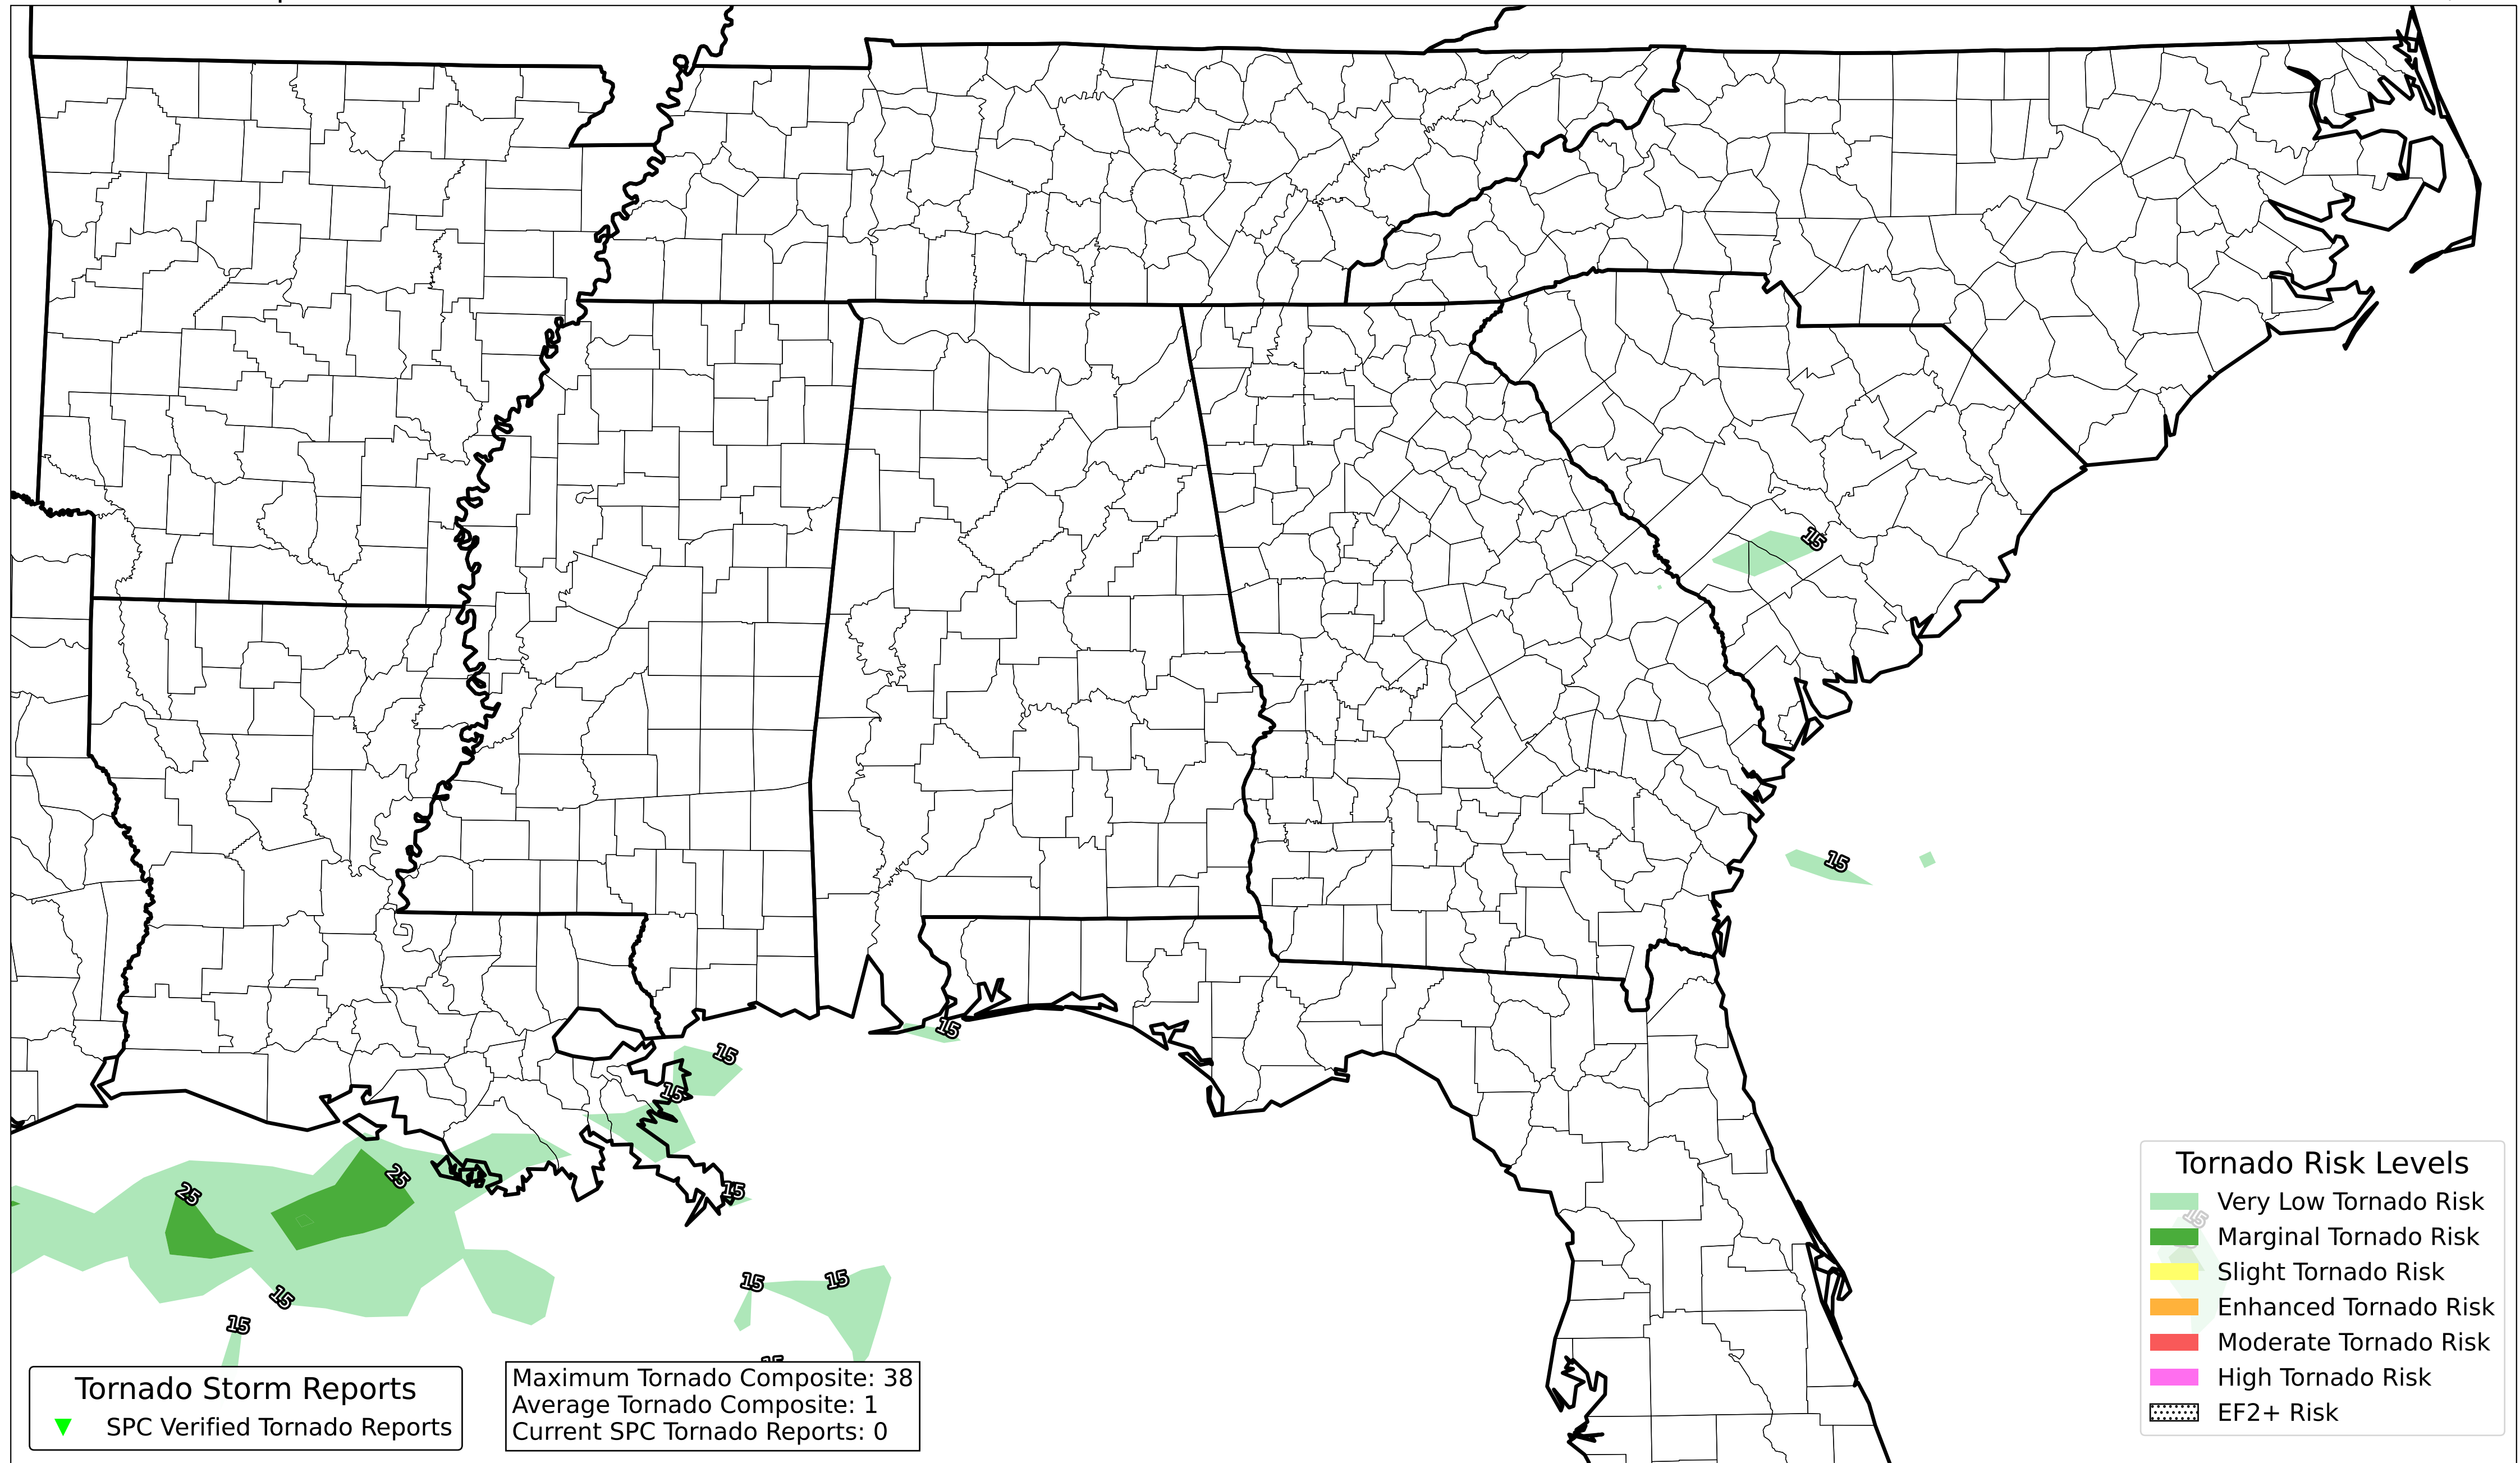 15
15
15
15
15
15
25
25
15
15
15
15
15
Tornado Risk Levels
Very Low Tornado Risk
Marginal Tornado Risk
Slight Tornado Risk
Enhanced Tornado Risk
Moderate Tornado Risk
High Tornado Risk
EF2+ Risk
Tornado Storm Reports
SPC Verified Tornado Reports
Maximum Tornado Composite: 38
Average Tornado Composite: 1
Current SPC Tornado Reports: 0